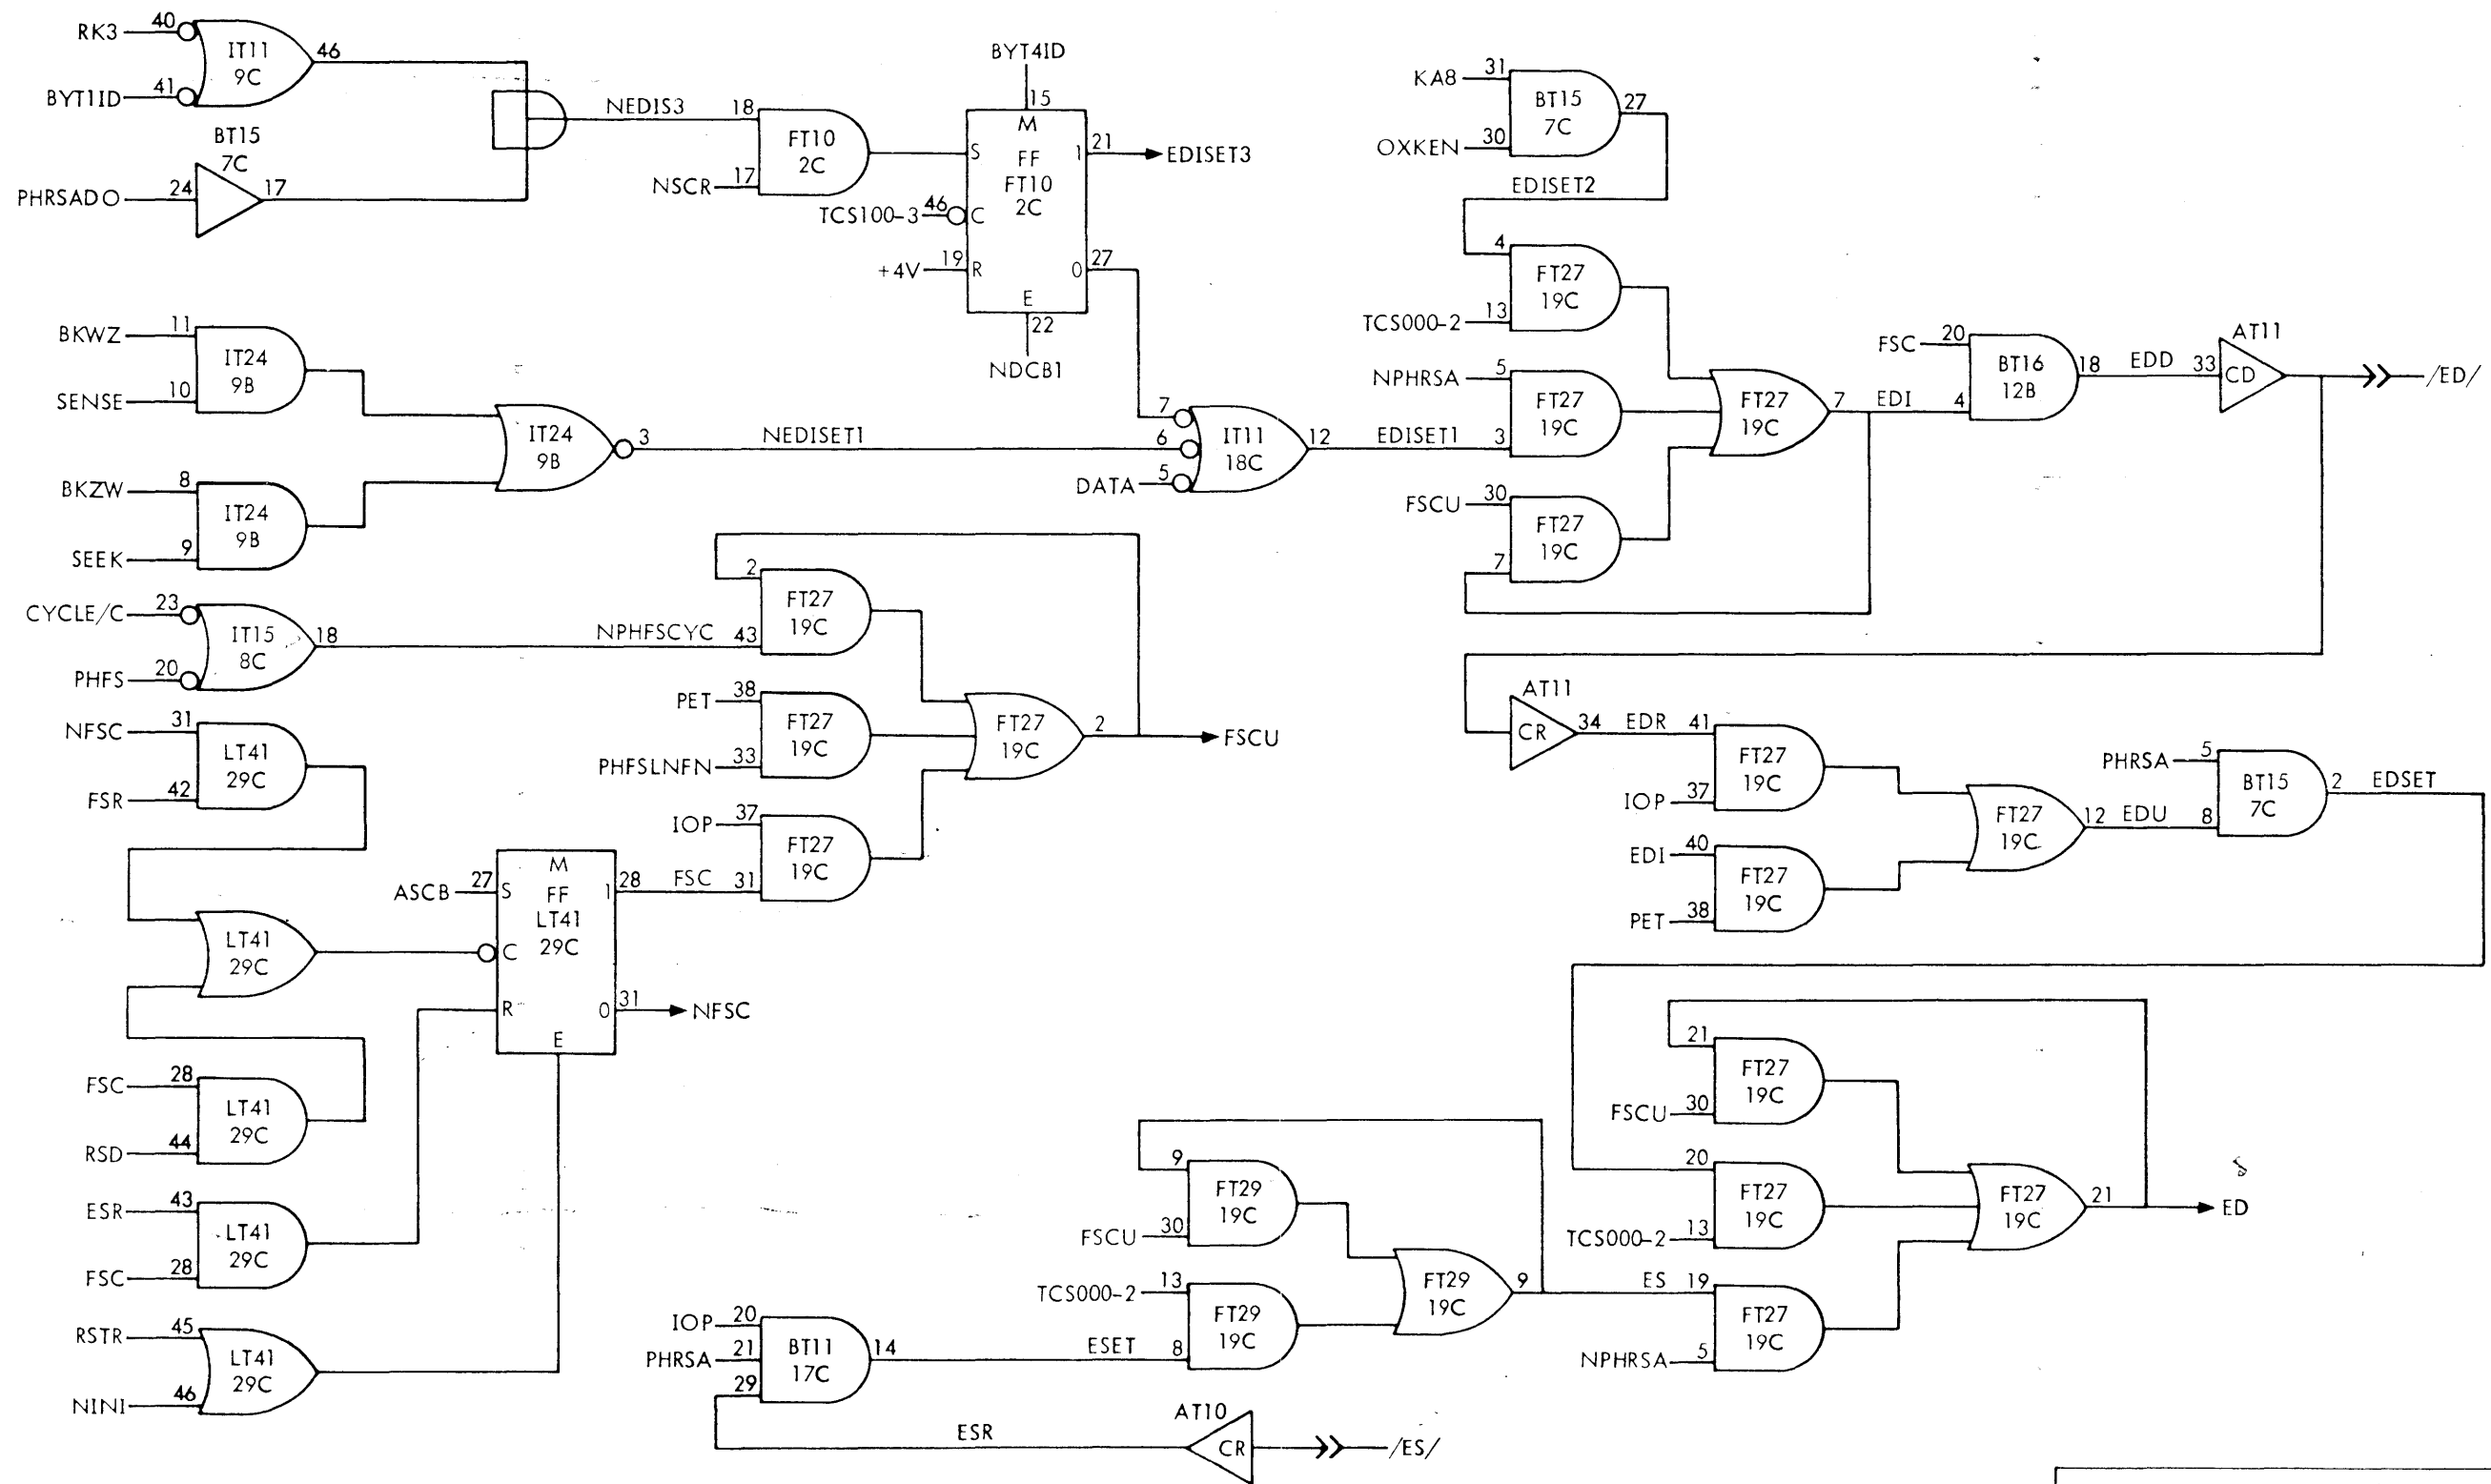 RK3 40
IT11
9C
46
BYT1ID 41
BT15
7C
PHRSADO 24
17
NEDIS3 18
NSCR 17
FT10
2C
BYT4ID
15
M
S
FF
FT10
2C
1 21 EDISET3
TCS100-3 46 C
+4V 19 R
0 27
E
22
NDCB1
KA8 31
OXKEN 30
BT15
7C
27
EDISET2
4
TCS000-2 13
FT27
19C
BKWZ 11
SENSE 10
IT24
9B
BKZW 8
SEEK 9
IT24
9B
IT24
9B
3 NEDISET1 6
7
DATA 5
IT11
18C
12 EDISET1 3
NPHRSA 5
FT27
19C
FSCU 30
7
FT27
19C
FT27
19C
7 EDI 4
FSC 20
BT16
12B
18 EDD 33
AT11
CD
/ED/
CYCLE/C 23
PHFS 20
IT15
8C
18 NPHFSCYC 43
2
FT27
19C
PET 38
PHFSLNFN 33
FT27
19C
IOP 37
FSC 31
FT27
19C
FT27
19C
2 FSCU
NFSC 31
FSR 42
LT41
29C
LT41
29C
ASCB 27 S
M
FF
LT41
29C
1 28
C
R
0 31 NFSC
E
FSC 28
RSD 44
LT41
29C
ESR 43
FSC 28
LT41
29C
RSTR 45
NINI 46
LT41
29C
AT11
CR
34 EDR 41
IOP 37
FT27
19C
EDI 40
PET 38
FT27
19C
FT27
19C
12 EDU 8
PHRSA 5
BT15
7C
2 EDSET
21
FSCU 30
FT27
19C
20
TCS000-2 13
FT27
19C
ES 19
NPHRSA 5
FT27
19C
FT27
19C
21 ED
9
FSCU 30
FT29
19C
TCS000-2 13
ESET 8
FT29
19C
FT29
19C
9
IOP 20
PHRSA 21
29
BT11
17C
14
ESR
AT10
CR
/ES/